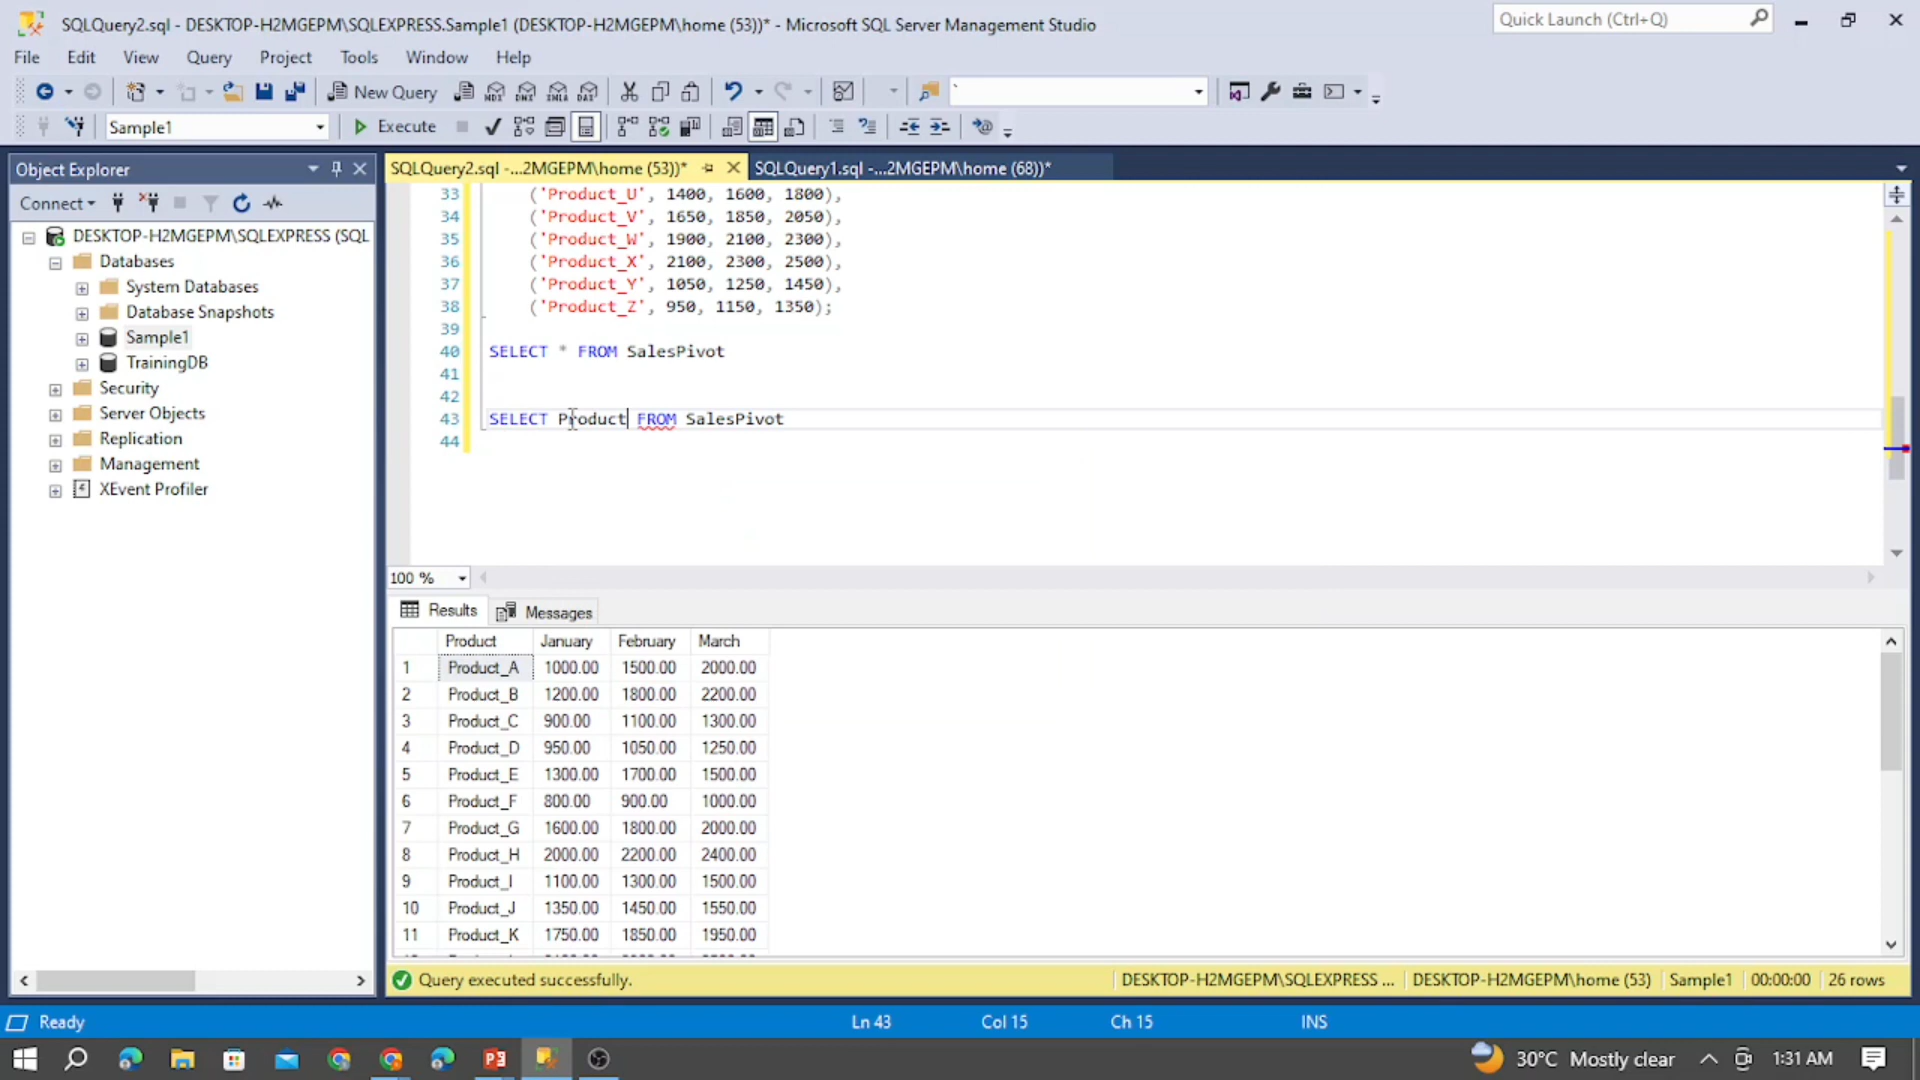 SQLQuery2.sql - DESKTOP-H2MGEPM\SQLEXPRESS.Sample1 (DESKTOP-H2MGEPM\home (53))* - Microsoft SQL Server Management Studio
Quick Launch (Ctrl+Q)
File Edit View Query Project Tools Window Help
New Query
Sample1
Execute
Object Explorer
Connect
DESKTOP-H2MGEPM\SQLEXPRESS (SQL
Databases
System Databases
Database Snapshots
Sample1
TrainingDB
Security
Server Objects
Replication
Management
XEvent Profiler
SQLQuery2.sql -...2MGEPM\home (53))*
SQLQuery1.sql -...2MGEPM\home (68))*
33 ('Product_U', 1400, 1600, 1800),
34 ('Product_V', 1650, 1850, 2050),
35 ('Product_W', 1900, 2100, 2300),
36 ('Product_X', 2100, 2300, 2500),
37 ('Product_Y', 1050, 1250, 1450),
38 ('Product_Z', 950, 1150, 1350);
39
40 SELECT * FROM SalesPivot
41
42
43 SELECT Product FROM SalesPivot
44
100 %
Results Messages
Product January February March
1 Product_A 1000.00 1500.00 2000.00
2 Product_B 1200.00 1800.00 2200.00
3 Product_C 900.00 1100.00 1300.00
4 Product_D 950.00 1050.00 1250.00
5 Product_E 1300.00 1700.00 1500.00
6 Product_F 800.00 900.00 1000.00
7 Product_G 1600.00 1800.00 2000.00
8 Product_H 2000.00 2200.00 2400.00
9 Product_I 1100.00 1300.00 1500.00
10 Product_J 1350.00 1450.00 1550.00
11 Product_K 1750.00 1850.00 1950.00
Query executed successfully.
DESKTOP-H2MGEPM\SQLEXPRESS ... DESKTOP-H2MGEPM\home (53) Sample1 00:00:00 26 rows
Ready
Ln 43 Col 15 Ch 15 INS
30°C Mostly clear
1:31 AM